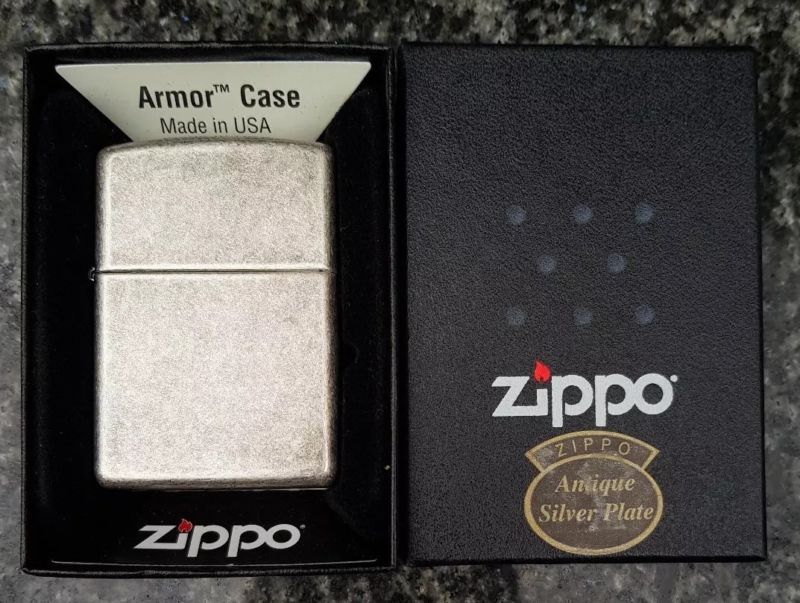 Armor™ Case
Made in USA
zippo
zippo®
ZIPPO
Antique
Silver Plate